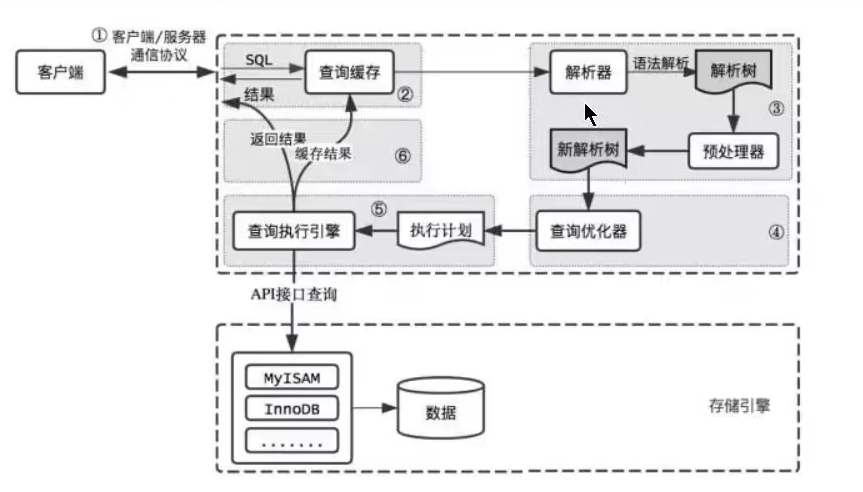 ① 客户端/服务器
通信协议
客户端
SQL
查询缓存
结果
②
解析器
语法解析
解析树
③
返回结果
缓存结果
⑥
新解析树
预处理器
查询执行引擎
⑤
执行计划
查询优化器
④
API接口查询
MyISAM
InnoDB
.......
数据
存储引擎